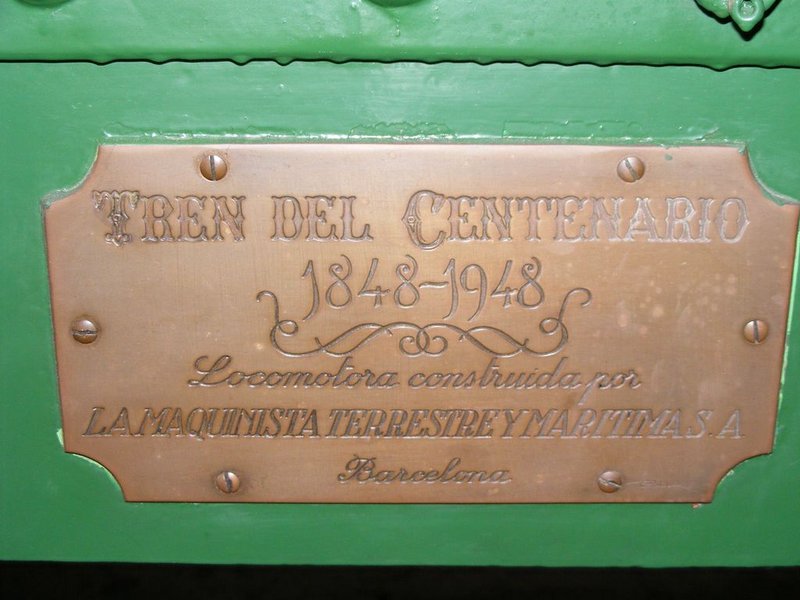 TREN DEL CENTENARIO
1848-1948
Locomotora construida por
LA MAQUINISTA TERRESTRE Y MARITIMA S.A
Barcelona